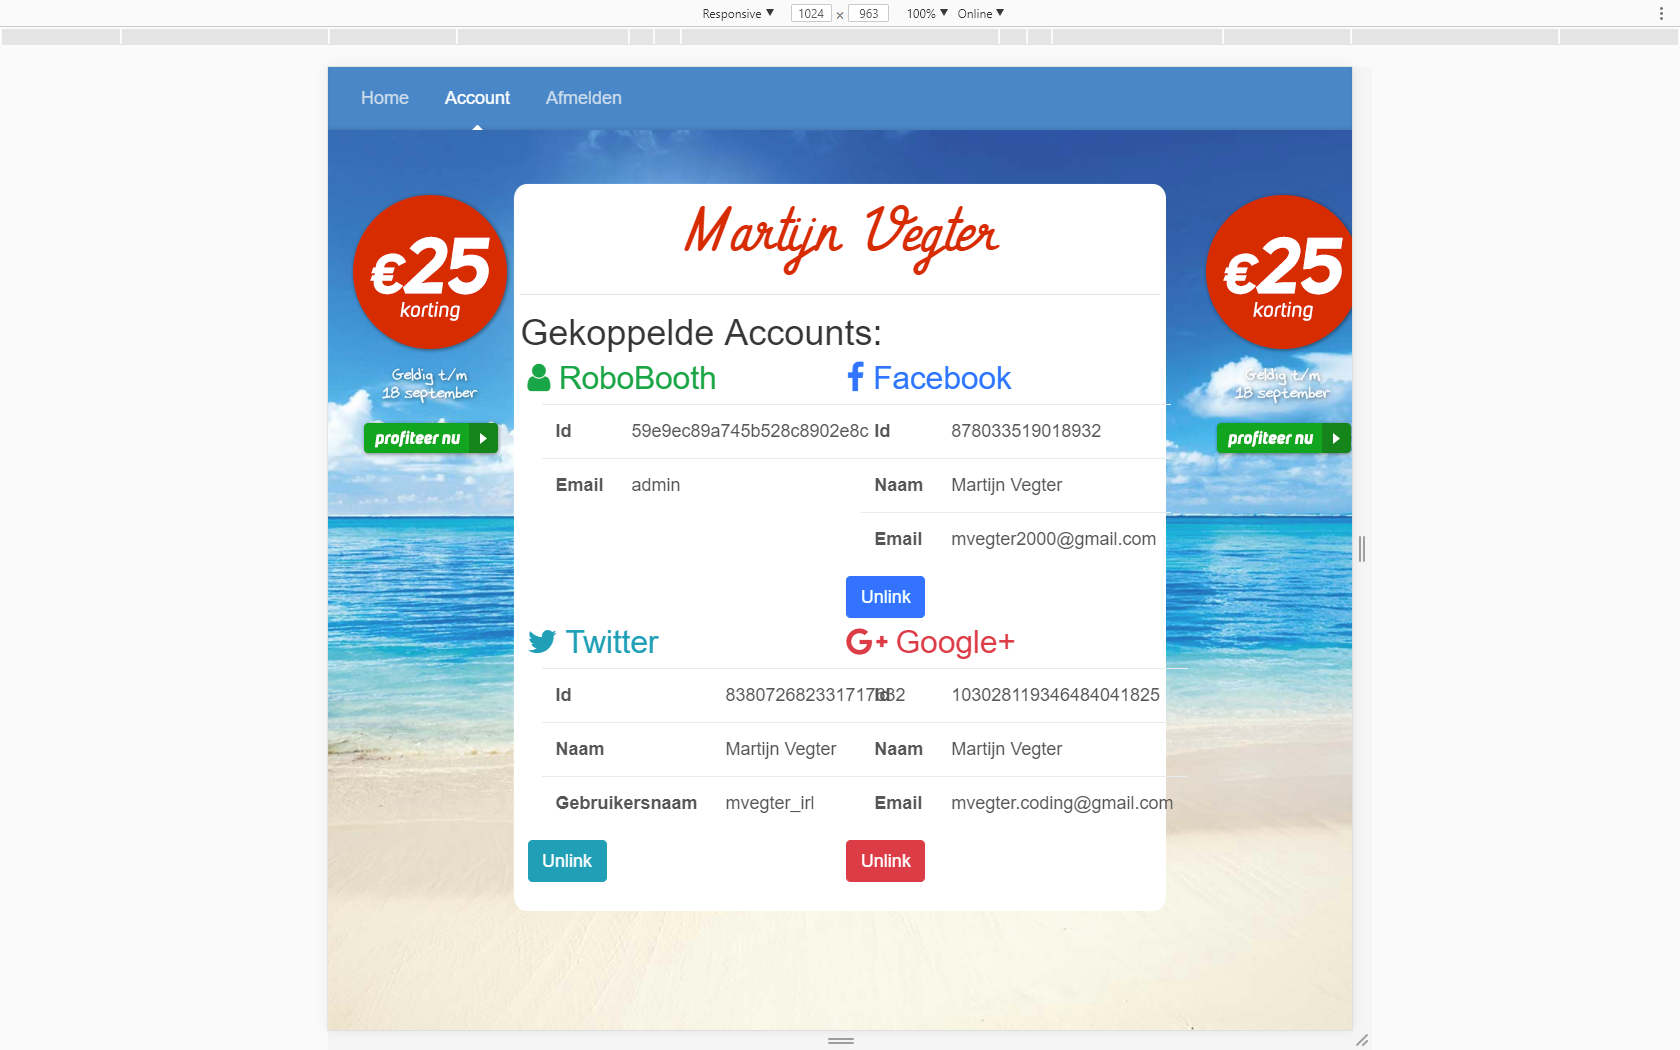 Responsive ▼ 1024 × 963 100% ▼ Online ▼
Home Account Afmelden
Martijn Vegter
€25
korting
Geldig t/m
18 september
profiteer nu
Gekoppelde Accounts:
RoboBooth
Id 59e9ec89a745b528c8902e8c
Email admin
Facebook
Id 878033519018932
Naam Martijn Vegter
Email mvegter2000@gmail.com
Unlink
Twitter
Id
Naam Martijn Vegter
Gebruikersnaam mvegter_irl
Unlink
Google+
Id 103028119346484041825
Naam Martijn Vegter
Email mvegter.coding@gmail.com
Unlink
€25
korting
Geldig t/m
18 september
profiteer nu